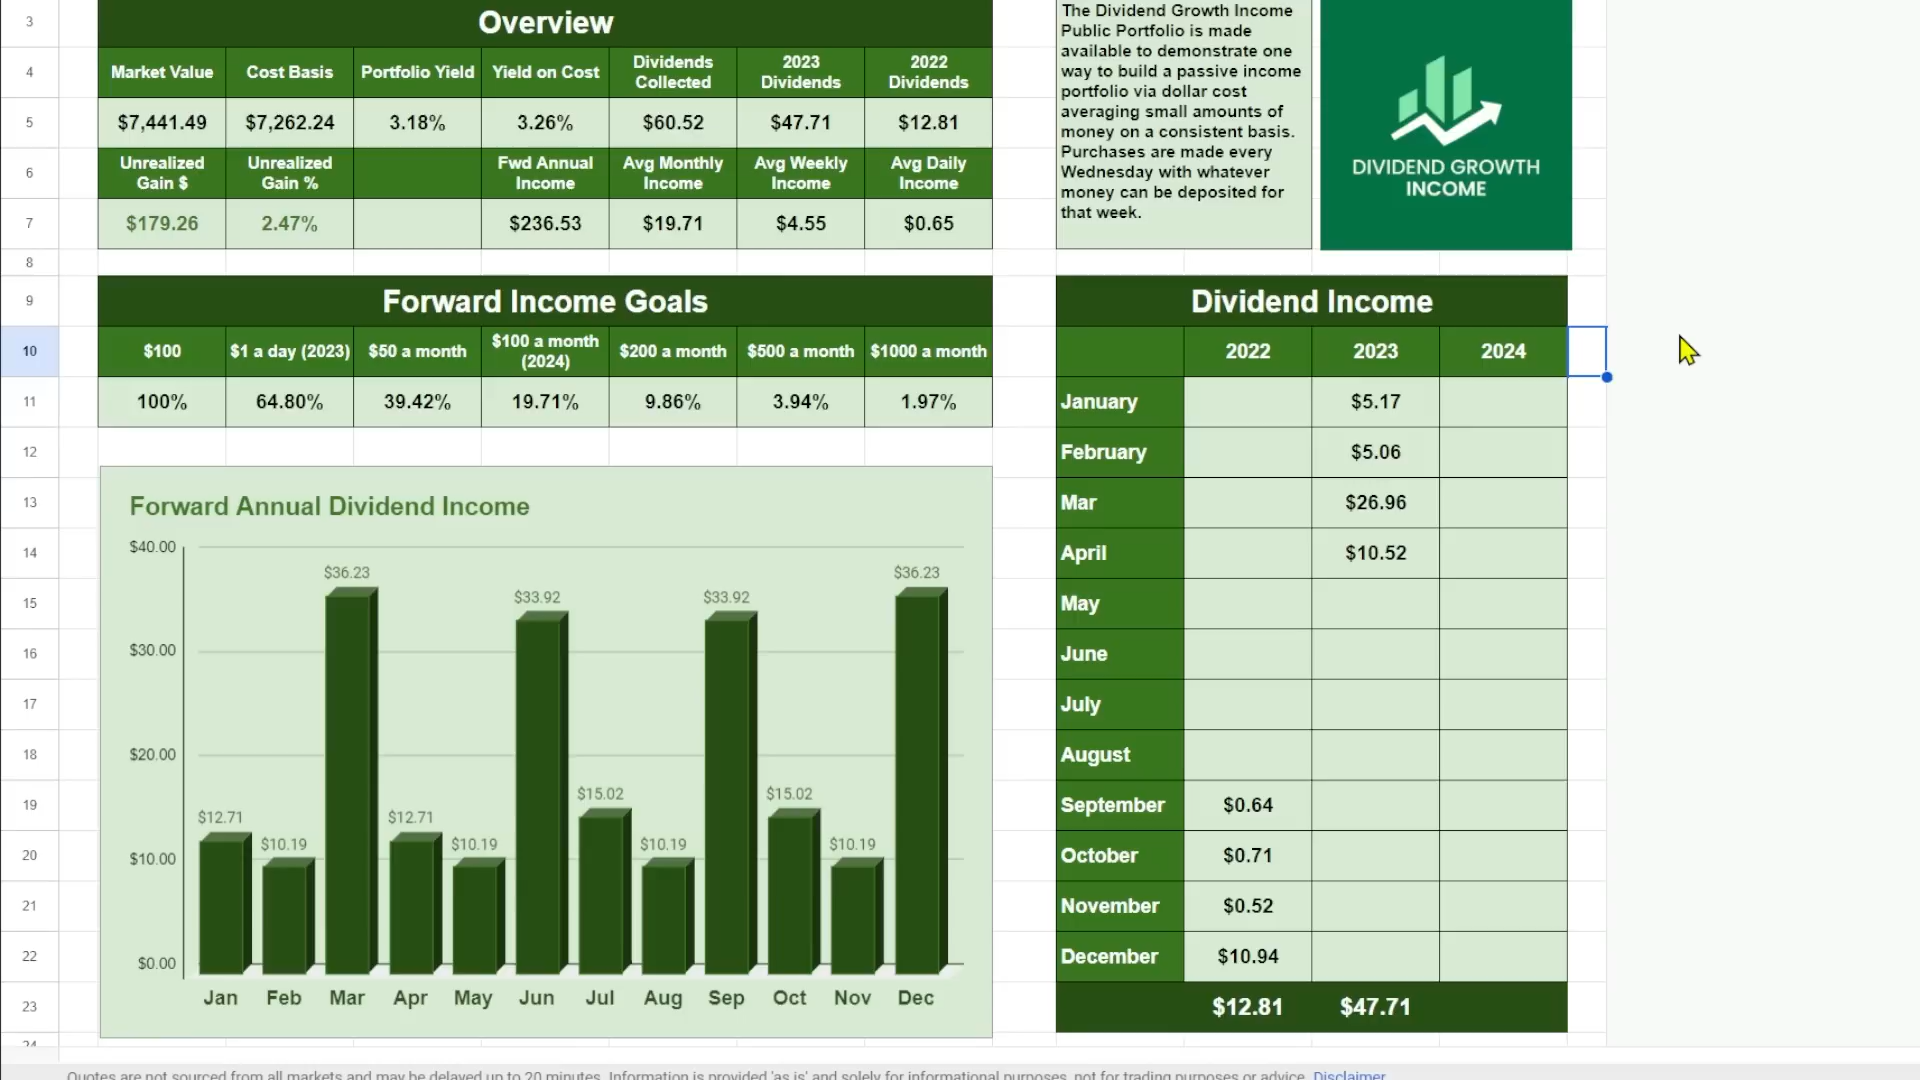 3
Overview
4
Market Value Cost Basis Portfolio Yield Yield on Cost Dividends Collected 2023 Dividends 2022 Dividends
5
$7,441.49 $7,262.24 3.18% 3.26% $60.52 $47.71 $12.81
6
Unrealized Gain $ Unrealized Gain % Fwd Annual Income Avg Monthly Income Avg Weekly Income Avg Daily Income
7
$179.26 2.47% $236.53 $19.71 $4.55 $0.65
The Dividend Growth Income
Public Portfolio is made
available to demonstrate one
way to build a passive income
portfolio via dollar cost
averaging small amounts of
money on a consistent basis.
Purchases are made every
Wednesday with whatever
money can be deposited for
that week.
DIVIDEND GROWTH
INCOME
8
9
Forward Income Goals
10
$100 $1 a day (2023) $50 a month $100 a month (2024) $200 a month $500 a month $1000 a month
11
100% 64.80% 39.42% 19.71% 9.86% 3.94% 1.97%
12
13
14
15
16
17
18
19
20
21
22
23
24
Forward Annual Dividend Income
$40.00
$30.00
$20.00
$10.00
$0.00
$12.71 $10.19 $36.23 $12.71 $10.19 $33.92 $15.02 $10.19 $33.92 $15.02 $10.19 $36.23
Jan Feb Mar Apr May Jun Jul Aug Sep Oct Nov Dec
Dividend Income
2022 2023 2024
January $5.17
February $5.06
Mar $26.96
April $10.52
May
June
July
August
September $0.64
October $0.71
November $0.52
December $10.94
$12.81 $47.71
Quotes are not sourced from all markets and may be delayed up to 20 minutes. Information is provided 'as is' and solely for informational purposes, not for trading purposes or advice. Disclaimer